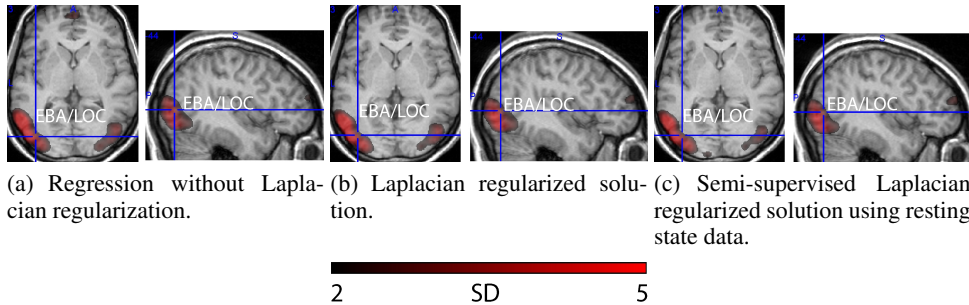 EBA/LOC
EBA/LOC
EBA/LOC
EBA/LOC
EBA/LOC
EBA/LOC
(a) Regression without Lapla-
cian regularization.
(b) Laplacian regularized solu-
tion.
(c) Semi-supervised Laplacian
regularized solution using resting
state data.
2 SD 5